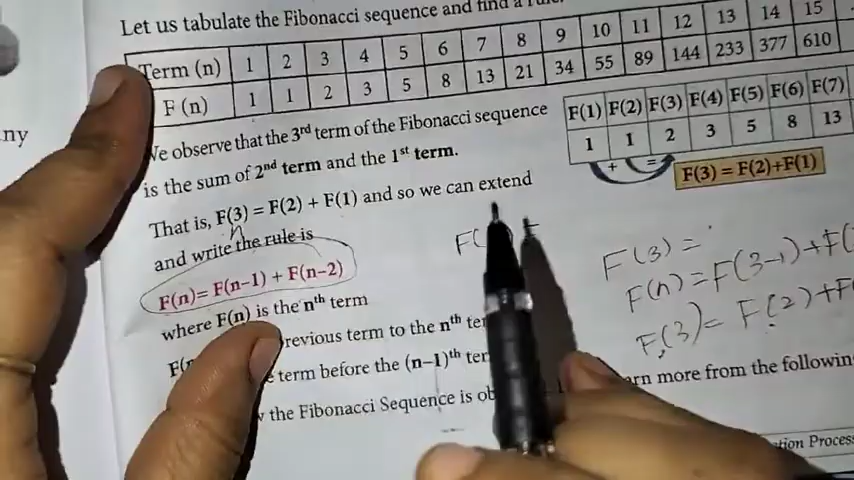 Let us tabulate the Fibonacci sequence and find a rule.
Term (n) 1 2 3 4 5 6 7 8 9 10 11 12 13 14 15
F (n) 1 1 2 3 5 8 13 21 34 55 89 144 233 377 610
ny
We observe that the 3rd term of the Fibonacci sequence
is the sum of 2nd term and the 1st term.
That is, F(3) = F(2) + F(1) and so we can extend
and write the rule is
F(n)= F(n-1) + F(n-2)
where F(n) is the nth term
revious term to the nth
term before the (n-1)th
the Fibonacci Sequence is
F(1) F(2) F(3) F(4) F(5) F(6) F(7)
1 1 2 3 5 8 13
+ =
F(3) = F(2)+F(1)
n
F(
F(3) =
F(n) = F(3-1)+F(
F(3) = F(2)+F
rn more from the following
tion Process